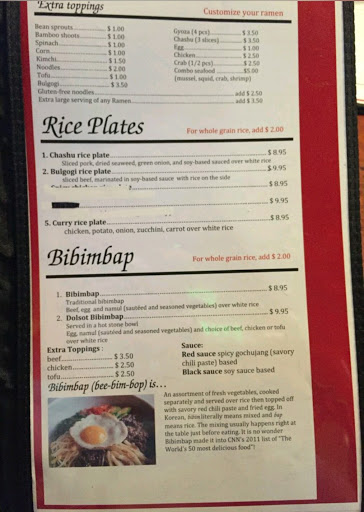 Extra toppings
Customize your ramen
Bean sprouts ........ $ 1.00
Bamboo shoots ........ $ 1.00
Spinach ........ $ 1.00
Corn ........ $ 1.00
Kimchi ........ $ 1.50
Noodles ........ $ 2.00
Tofu ........ $ 1.00
Bulgogi ........ $ 3.50
Gyoza (4 pcs) ........ $ 3.50
Chashu (3 slices) ........ $ 3.50
Egg ........ $ 1.00
Chicken ........ $ 2.50
Crab (1/2 pcs) ........ $ 2.50
Combo seafood ........ $5.00
(mussel, squid, crab, shrimp)
Gluten-free noodles ........ add $ 2.50
Extra large serving of any Ramen ........ add $ 3.50
Rice Plates
For whole grain rice, add $ 2.00
1. Chashu rice plate ........ $ 8.95
Sliced pork, dried seaweed, green onion, and soy-based sauced over white rice
2. Bulgogi rice plate ........ $ 9.95
sliced beef, marinated in soy-based sauce with rice on the side
$ 8.95
$ 9.95
5. Curry rice plate ........ $ 8.95
chicken, potato, onion, zucchini, carrot over white rice
Bibimbap
For whole grain rice, add $ 2.00
1. Bibimbap ........ $ 8.95
Traditional bibimbap
Beef, egg and namul (sautéed and seasoned vegetables) over white rice
2. Dolsot Bibimbap ........ $ 9.95
Served in a hot stone bowl
Egg, namul (sautéed and seasoned vegetables) and choice of beef, chicken or tofu
over white rice
Extra Toppings :
beef ........ $ 3.50
chicken ........ $ 2.50
tofu ........ $ 2.50
Sauce:
Red sauce spicy gochujang (savory
chili paste) based
Black sauce soy sauce based
Bibimbap (bee-bim-bop) is...
An assortment of fresh vegetables, cooked
separately and served over rice then topped off
with savory red chili paste and fried egg. In
Korean, bibim literally means mixed and bap
means rice. The mixing usually happens right at
the table just before eating. It is no wonder
Bibimbap made it into CNN's 2011 list of "The
World's 50 most delicious food"!